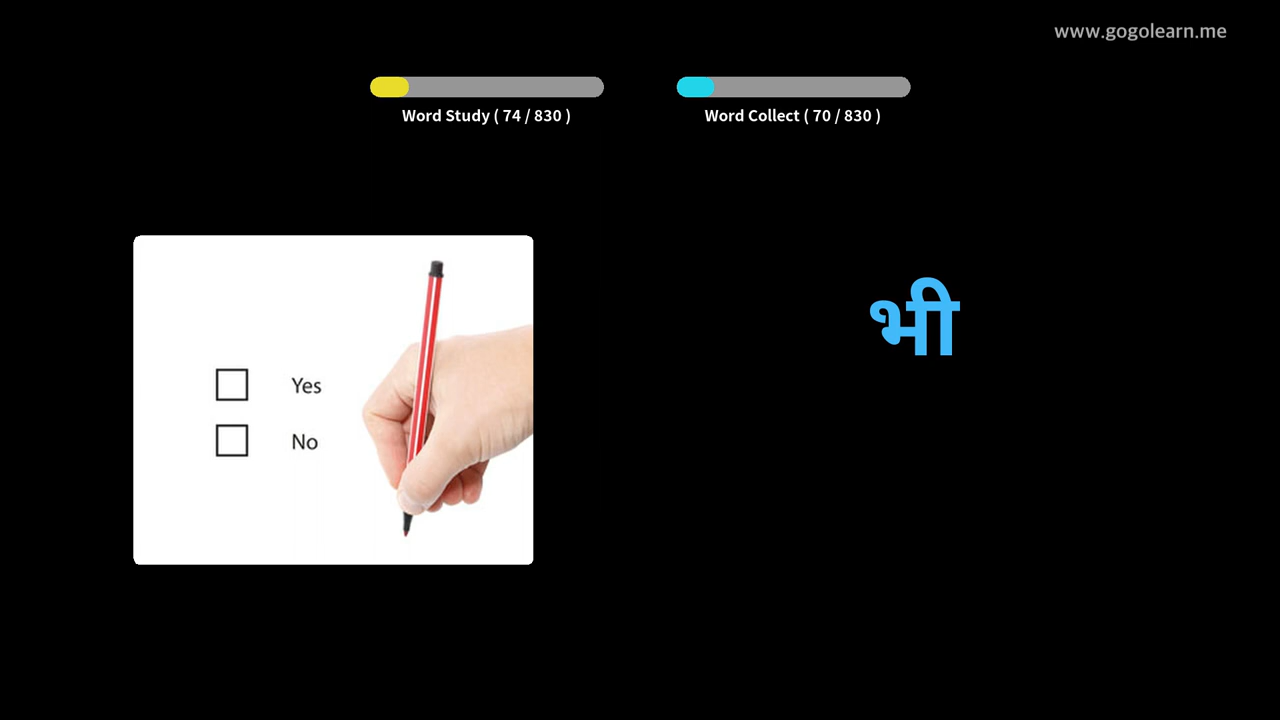 www.gogolearn.me
Word Study ( 74 / 830 )
Word Collect ( 70 / 830 )
Yes
No
भी